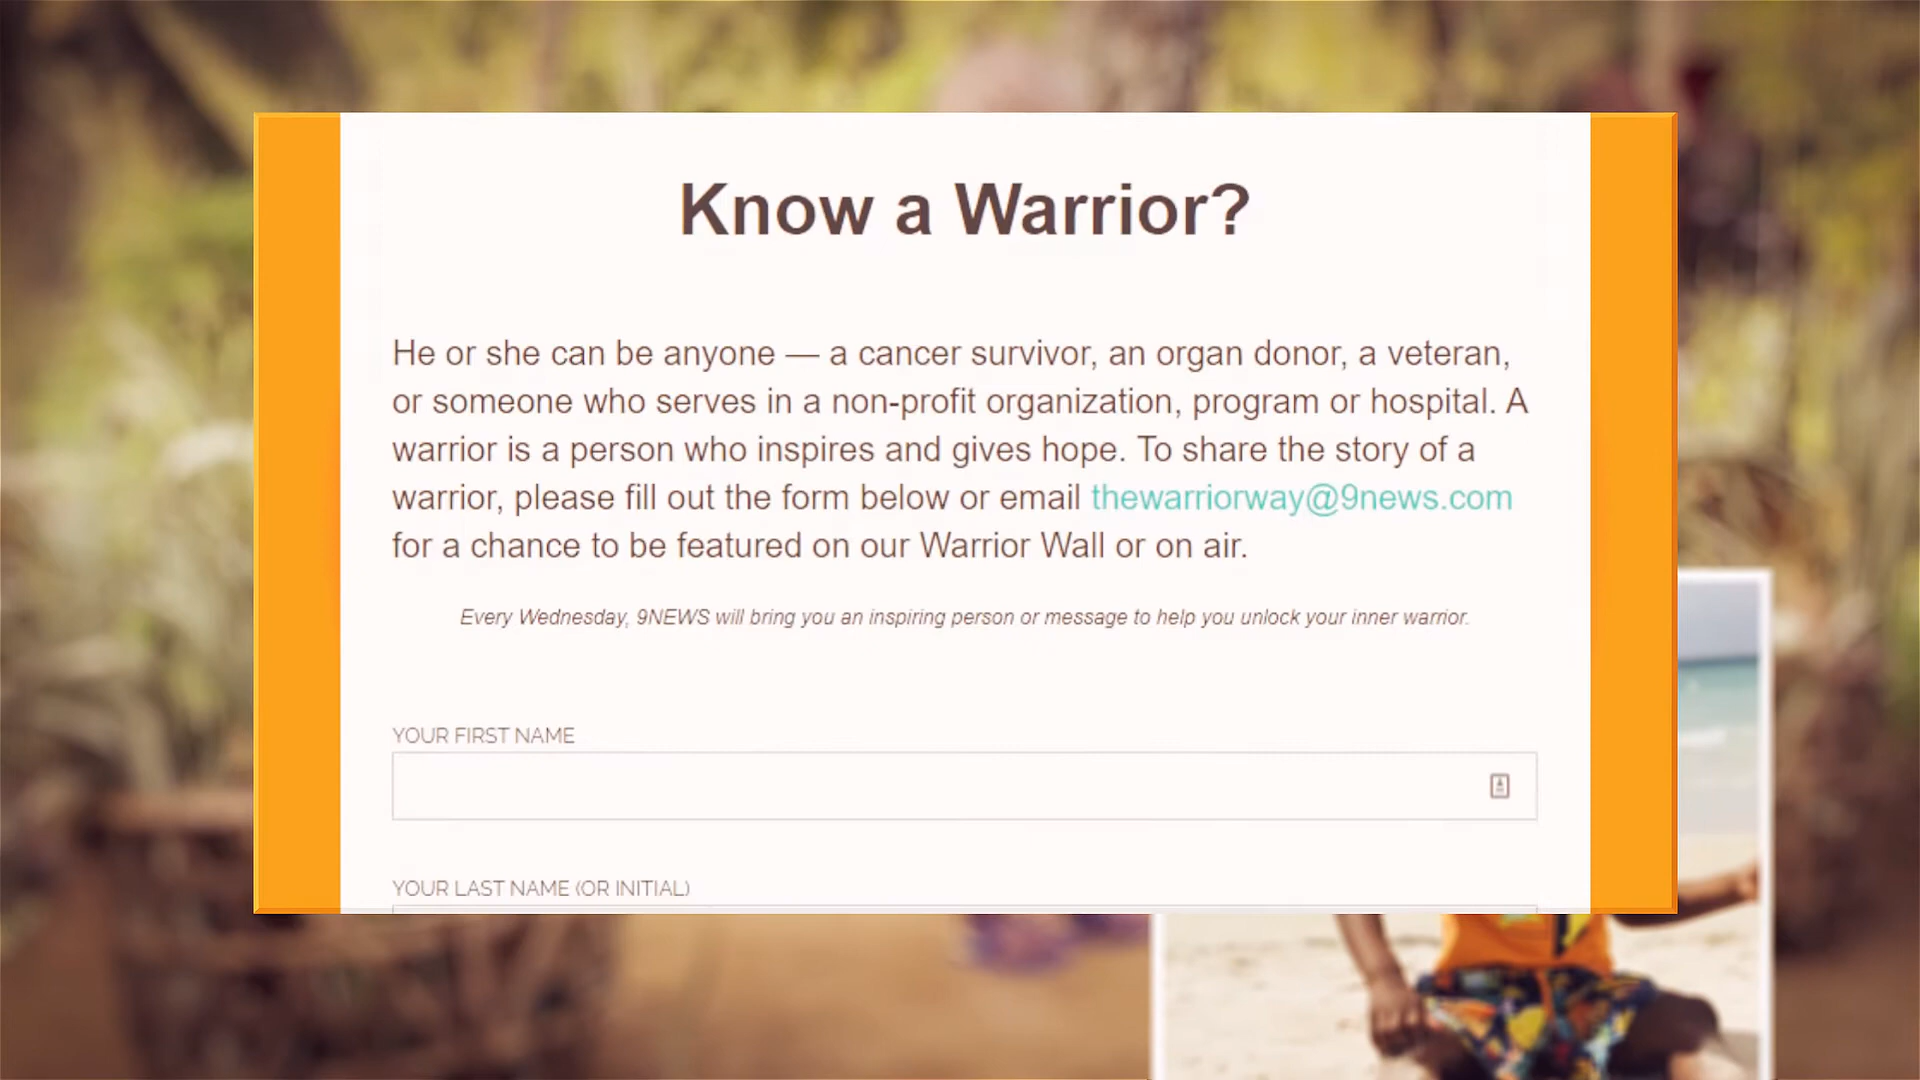 Know a Warrior?
He or she can be anyone — a cancer survivor, an organ donor, a veteran,
or someone who serves in a non-profit organization, program or hospital. A
warrior is a person who inspires and gives hope. To share the story of a
warrior, please fill out the form below or email thewarriorway@9news.com
for a chance to be featured on our Warrior Wall or on air.
Every Wednesday, 9NEWS will bring you an inspiring person or message to help you unlock your inner warrior.
YOUR FIRST NAME
YOUR LAST NAME (OR INITIAL)